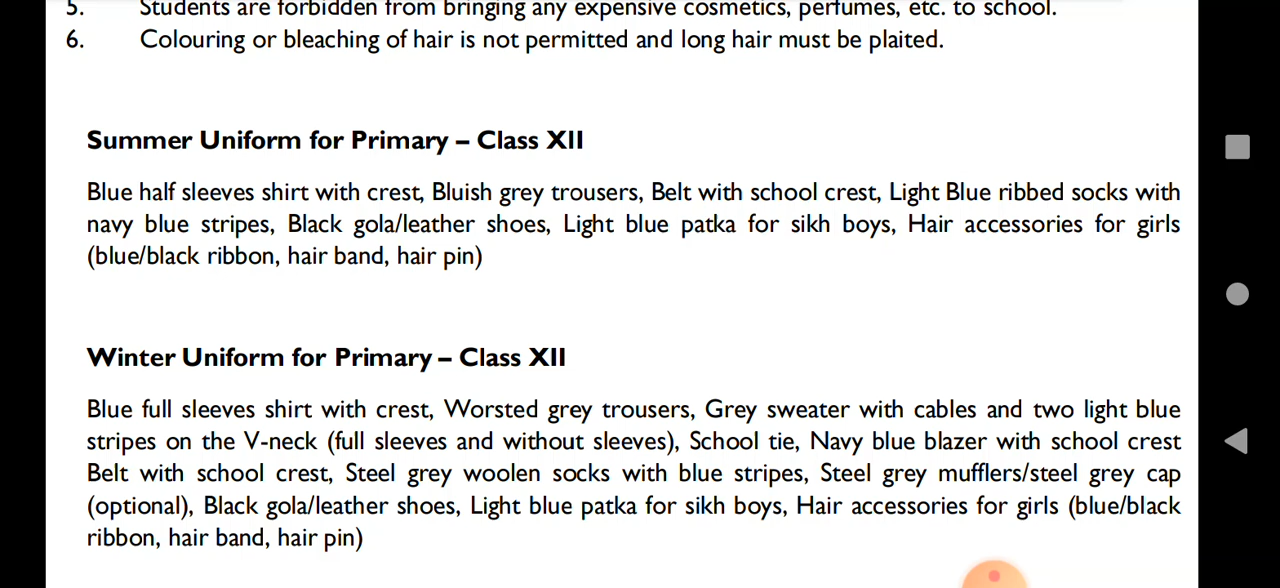 5. Students are forbidden from bringing any expensive cosmetics, perfumes, etc. to school.
6. Colouring or bleaching of hair is not permitted and long hair must be plaited.
Summer Uniform for Primary – Class XII
Blue half sleeves shirt with crest, Bluish grey trousers, Belt with school crest, Light Blue ribbed socks with
navy blue stripes, Black gola/leather shoes, Light blue patka for sikh boys, Hair accessories for girls
(blue/black ribbon, hair band, hair pin)
Winter Uniform for Primary – Class XII
Blue full sleeves shirt with crest, Worsted grey trousers, Grey sweater with cables and two light blue
stripes on the V-neck (full sleeves and without sleeves), School tie, Navy blue blazer with school crest
Belt with school crest, Steel grey woolen socks with blue stripes, Steel grey mufflers/steel grey cap
(optional), Black gola/leather shoes, Light blue patka for sikh boys, Hair accessories for girls (blue/black
ribbon, hair band, hair pin)